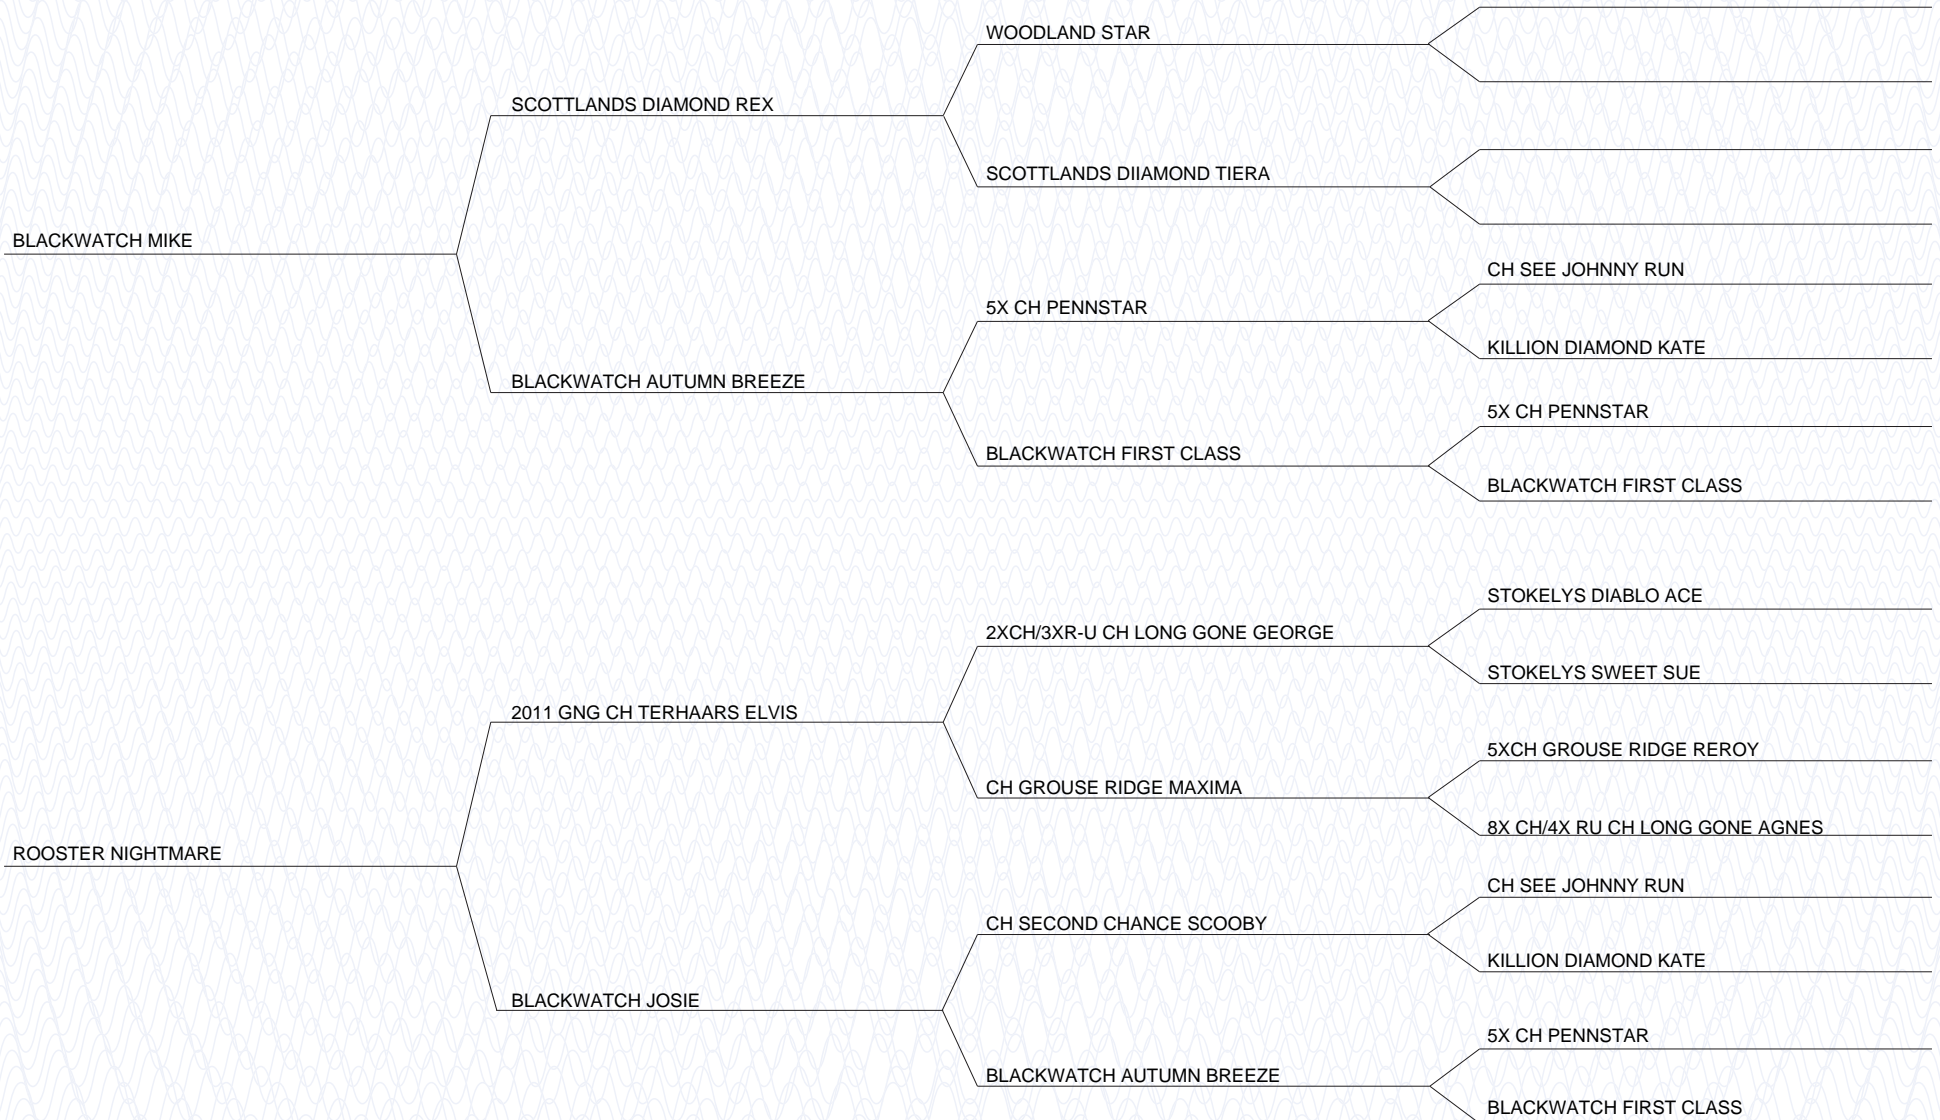 WOODLAND STAR
SCOTTLANDS DIAMOND REX
SCOTTLANDS DIIAMOND TIERA
BLACKWATCH MIKE
CH SEE JOHNNY RUN
5X CH PENNSTAR
KILLION DIAMOND KATE
BLACKWATCH AUTUMN BREEZE
5X CH PENNSTAR
BLACKWATCH FIRST CLASS
BLACKWATCH FIRST CLASS
STOKELYS DIABLO ACE
2XCH/3XR-U CH LONG GONE GEORGE
STOKELYS SWEET SUE
2011 GNG CH TERHAARS ELVIS
5XCH GROUSE RIDGE REROY
CH GROUSE RIDGE MAXIMA
8X CH/4X RU CH LONG GONE AGNES
ROOSTER NIGHTMARE
CH SEE JOHNNY RUN
CH SECOND CHANCE SCOOBY
KILLION DIAMOND KATE
BLACKWATCH JOSIE
5X CH PENNSTAR
BLACKWATCH AUTUMN BREEZE
BLACKWATCH FIRST CLASS